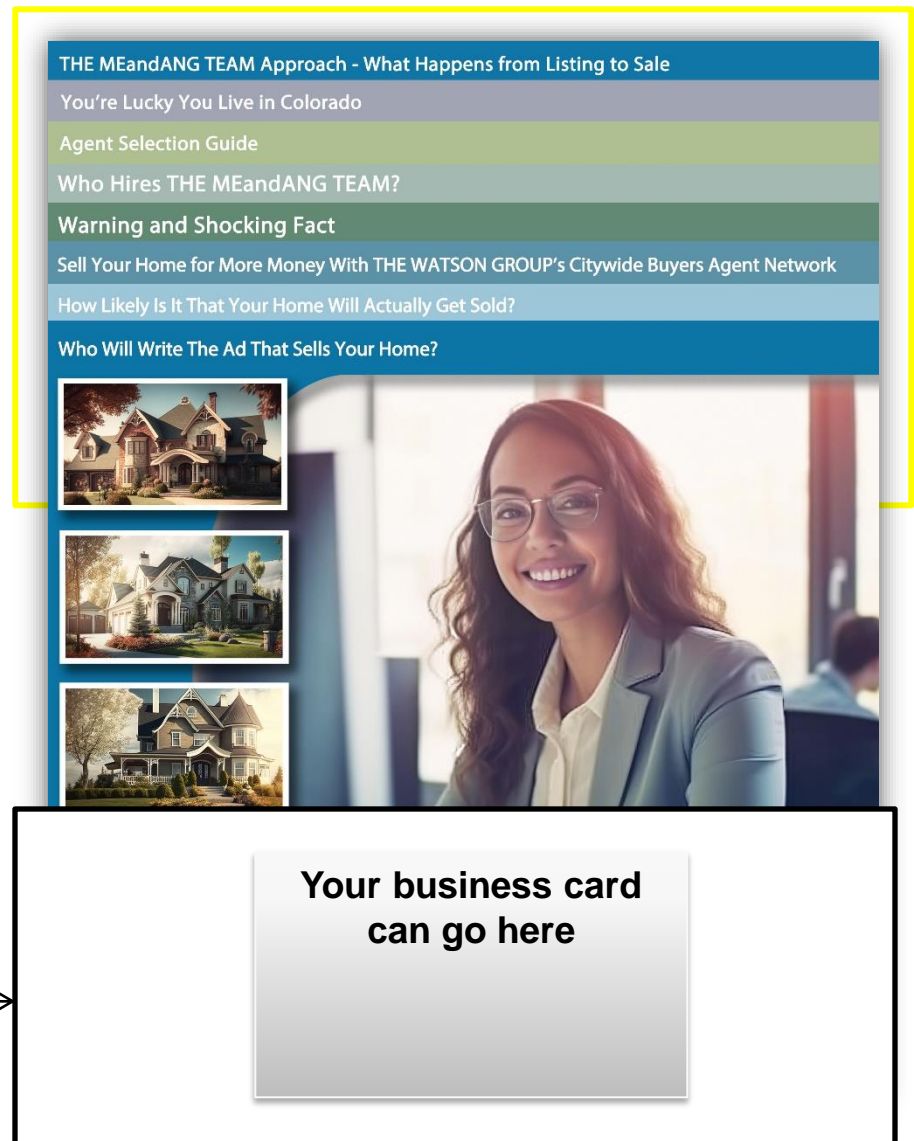 THE MEandANG TEAM Approach - What Happens from Listing to Sale
You're Lucky You Live in Colorado
Agent Selection Guide
Who Hires THE MEandANG TEAM?
Warning and Shocking Fact
Sell Your Home for More Money With THE WATSON GROUP's Citywide Buyers Agent Network
How Likely Is It That Your Home Will Actually Get Sold?
Who Will Write The Ad That Sells Your Home?
Your business card
can go here